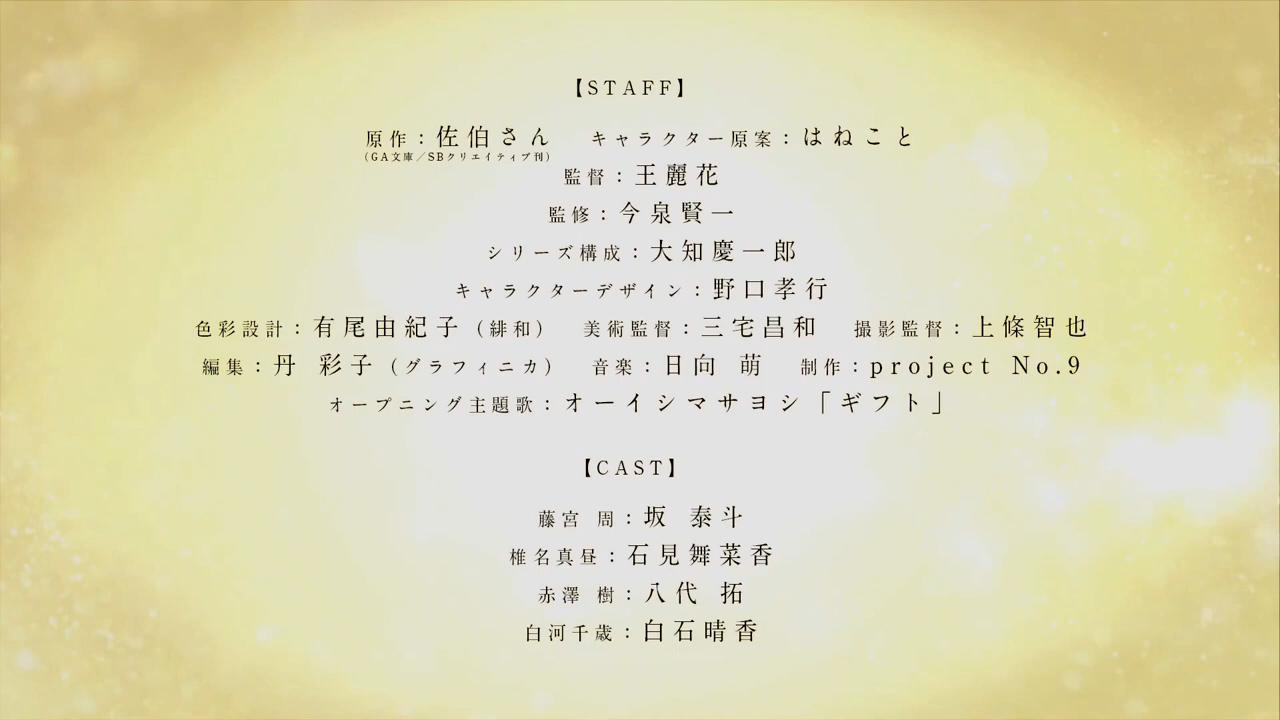 【STAFF】
原作：佐伯さん　キャラクター原案：はねこと
(GA文庫／SBクリエイティブ刊)
監督：王麗花
監修：今泉賢一
シリーズ構成：大知慶一郎
キャラクターデザイン：野口孝行
色彩設計：有尾由紀子（緋和）　美術監督：三宅昌和　撮影監督：上條智也
編集：丹 彩子（グラフィニカ）　音楽：日向 萌　制作：project No.9
オープニング主題歌：オーイシマサヨシ「ギフト」
【CAST】
藤宮 周：坂 泰斗
椎名真昼：石見舞菜香
赤澤 樹：八代 拓
白河千歳：白石晴香